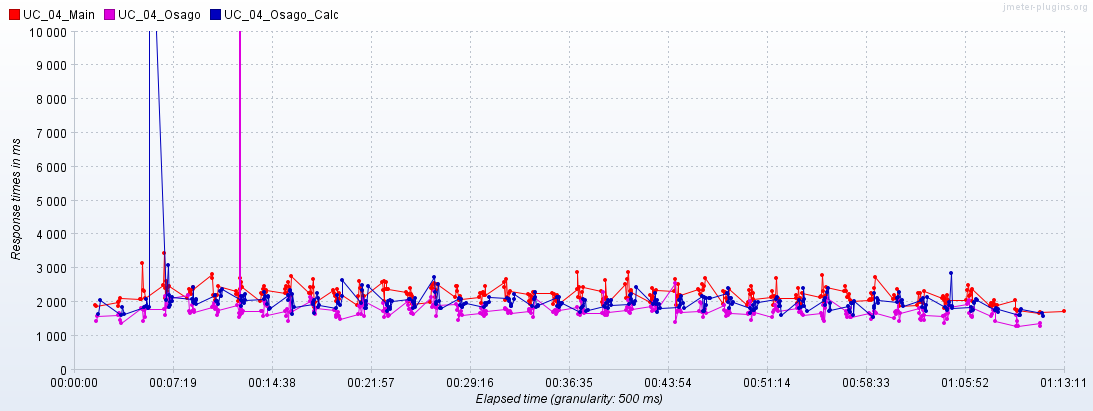 UC_04_Main UC_04_Osago UC_04_Osago_Calc
jmeter-plugins.org
10 000
9 000
8 000
7 000
6 000
5 000
4 000
3 000
2 000
1 000
0
Response times in ms
00:00:00 00:07:19 00:14:38 00:21:57 00:29:16 00:36:35 00:43:54 00:51:14 00:58:33 01:05:52 01:13:11
Elapsed time (granularity: 500 ms)